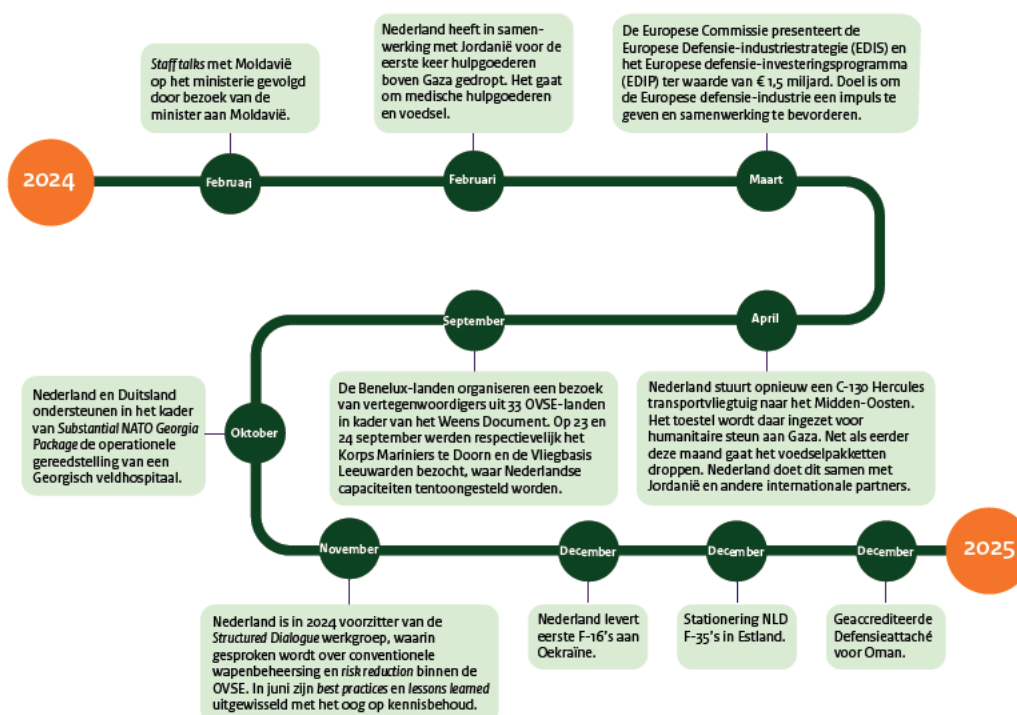 2024
Staff talks met Moldavië
op het ministerie gevolgd
door bezoek van de
minister aan Moldavië.
Februari
Nederland heeft in samen-
werking met Jordanië voor de
eerste keer hulpgoederen
boven Gaza gedropt. Het gaat
om medische hulpgoederen
en voedsel.
Februari
De Europese Commissie presenteert de
Europese Defensie-industriestrategie (EDIS) en
het Europese defensie-investeringsprogramma
(EDIP) ter waarde van € 1,5 miljard. Doel is om
de Europese defensie-industrie een impuls te
geven en samenwerking te bevorderen.
Maart
April
Nederland stuurt opnieuw een C-130 Hercules
transportvliegtuig naar het Midden-Oosten.
Het toestel wordt daar ingezet voor
humanitaire steun aan Gaza. Net als eerder
deze maand gaat het voedselpakketten
droppen. Nederland doet dit samen met
Jordanië en andere internationale partners.
September
De Benelux-landen organiseren een bezoek
van vertegenwoordigers uit 33 OVSE-landen
in kader van het Weens Document. Op 23 en
24 september werden respectievelijk het
Korps Mariniers te Doorn en de Vliegbasis
Leeuwarden bezocht, waar Nederlandse
capaciteiten tentoongesteld worden.
Oktober
Nederland en Duitsland
ondersteunen in het kader
van Substantial NATO Georgia
Package de operationele
gereedstelling van een
Georgisch veldhospitaal.
November
Nederland is in 2024 voorzitter van de
Structured Dialogue werkgroep, waarin
gesproken wordt over conventionele
wapenbeheersing en risk reduction binnen de
OVSE. In juni zijn best practices en lessons learned
uitgewisseld met het oog op kennisbehoud.
December
Nederland levert
eerste F-16's aan
Oekraïne.
December
Stationering NLD
F-35's in Estland.
December
Geaccrediteerde
Defensieattaché
voor Oman.
2025